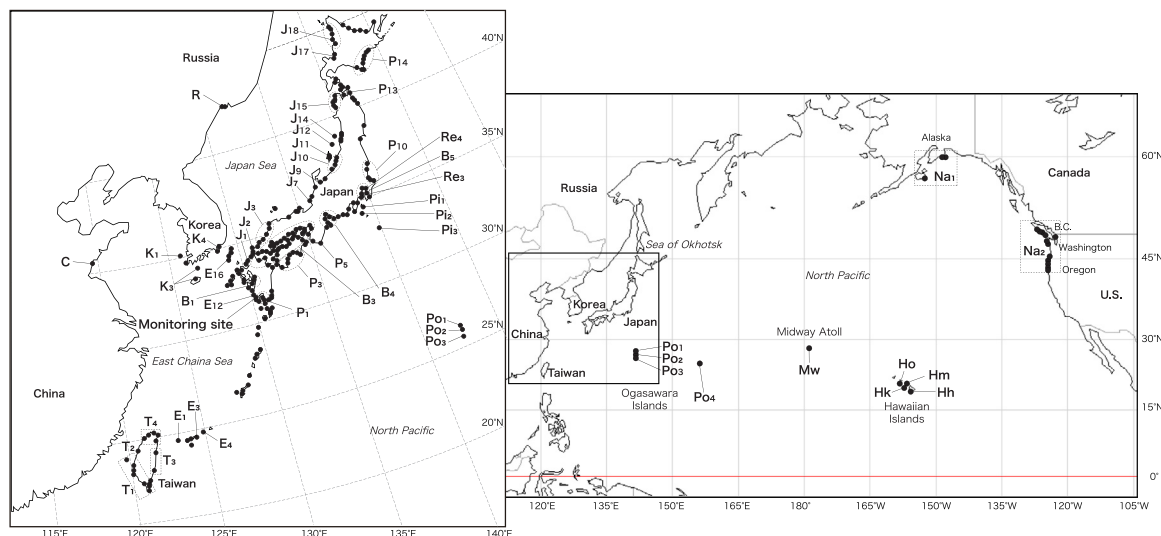 40°N
J18
Russia
J17
P14
R
P13
J15
J14
35°N
J12
Re4
J11
P10
B5
Japan Sea
J10
J9
Re3
J7
Japan
Pi1
J3
Pi2
Korea
J2
Pi3
30°N
K4
J1
K1
C
E16
P5
K3
P3
B4
B1
B3
E12
P1
Monitoring site
Po1
25°N
Po2
Po3
East Chaina Sea
China
E3
E1
T4
20°N
North Pacific
E4
T2
T3
T1
Taiwan
115°E
120°E
125°E
130°E
135°E
140°E
Alaska
60°N
Russia
Na1
Canada
B.C.
Sea of Okhotsk
Na2
Washington
45°N
North Pacific
Oregon
Korea
U.S.
Japan
China
Midway Atoll
30°N
Po1
Po2
Ho
Mw
Po3
Hm
Taiwan
Hk
Hh
Ogasawara
Islands
Po4
Hawaiian
Islands
15°N
0°
120°E
135°E
150°E
165°E
180°
165°W
150°W
135°W
120°W
105°W